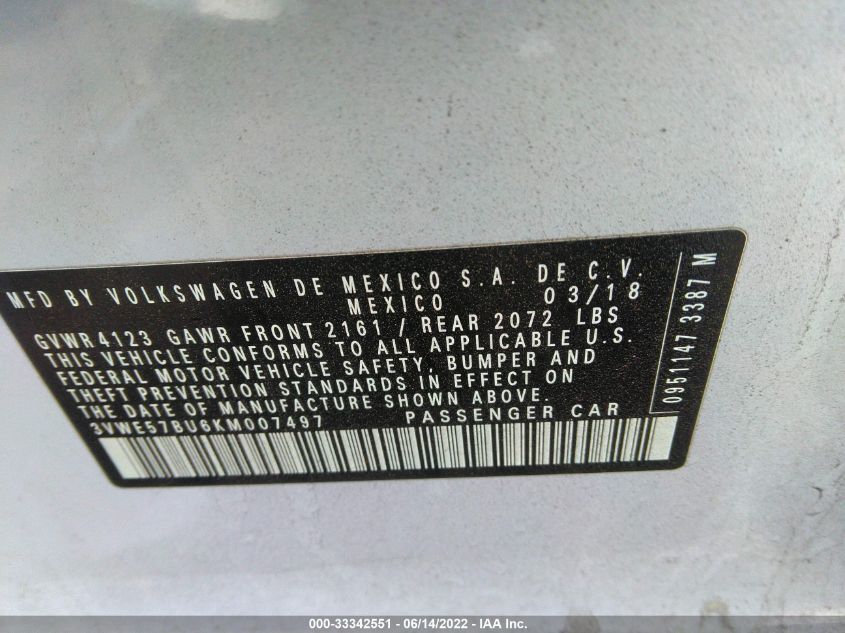 MFD BY VOLKSWAGEN DE MEXICO S.A. DE C.V.
MEXICO 03/18
GVWR 4123 GAWR FRONT 2161 / REAR 2072 LBS
THIS VEHICLE CONFORMS TO ALL APPLICABLE U.S.
FEDERAL MOTOR VEHICLE SAFETY, BUMPER AND
THEFT PREVENTION STANDARDS IN EFFECT ON
THE DATE OF MANUFACTURE SHOWN ABOVE.
3VWE57BU6KM007497 PASSENGER CAR
0951147 3387 M
000-33342551 - 06/14/2022 - IAA Inc.